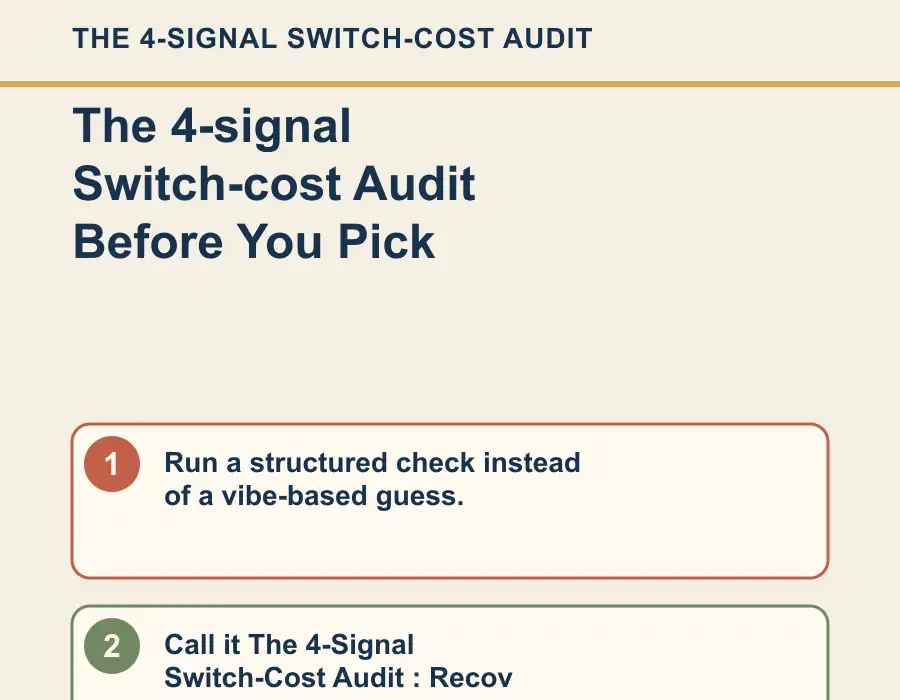 THE 4-SIGNAL SWITCH-COST AUDIT
The 4-signal
Switch-cost Audit
Before You Pick
1
Run a structured check instead
of a vibe-based guess.
2
Call it The 4-Signal
Switch-Cost Audit : Recov